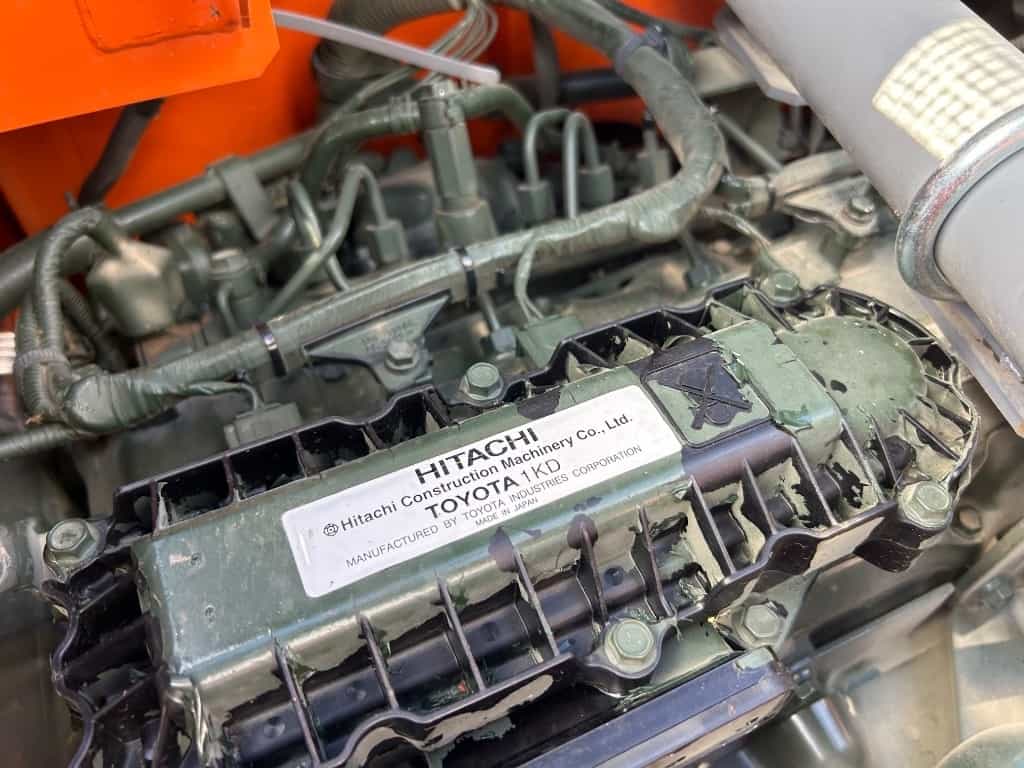 HITACHI
Hitachi Construction Machinery Co., Ltd.
TOYOTA 1KD
MANUFACTURED BY TOYOTA INDUSTRIES CORPORATION
MADE IN JAPAN